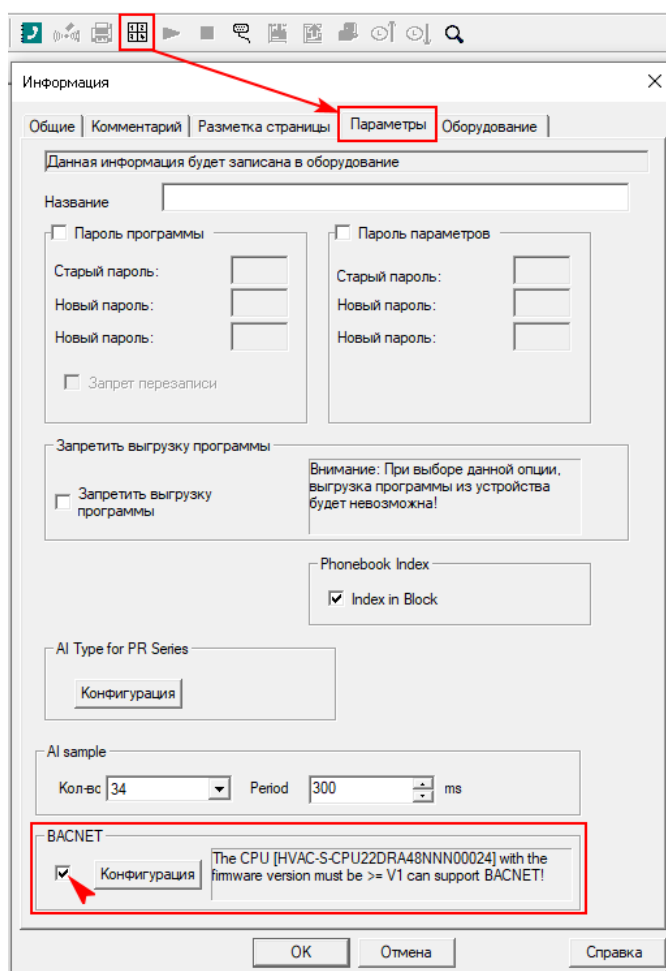 Информация
Общие Комментарий Разметка страницы Параметры Оборудование
Данная информация будет записана в оборудование
Название
Пароль программы
Старый пароль:
Новый пароль:
Новый пароль:
Запрет перезаписи
Пароль параметров
Старый пароль:
Новый пароль:
Новый пароль:
Запретить выгрузку программы
Запретить выгрузку
программы
Внимание: При выборе данной опции,
выгрузка программы из устройства
будет невозможна!
Phonebook Index
Index in Block
AI Type for PR Series
Конфигурация
AI sample
Кол-вс 34 Period 300 ms
BACNET
Конфигурация
The CPU [HVAC-S-CPU22DRA48NNN00024] with the
firmware version must be >= V1 can support BACNET!
OK Отмена Справка